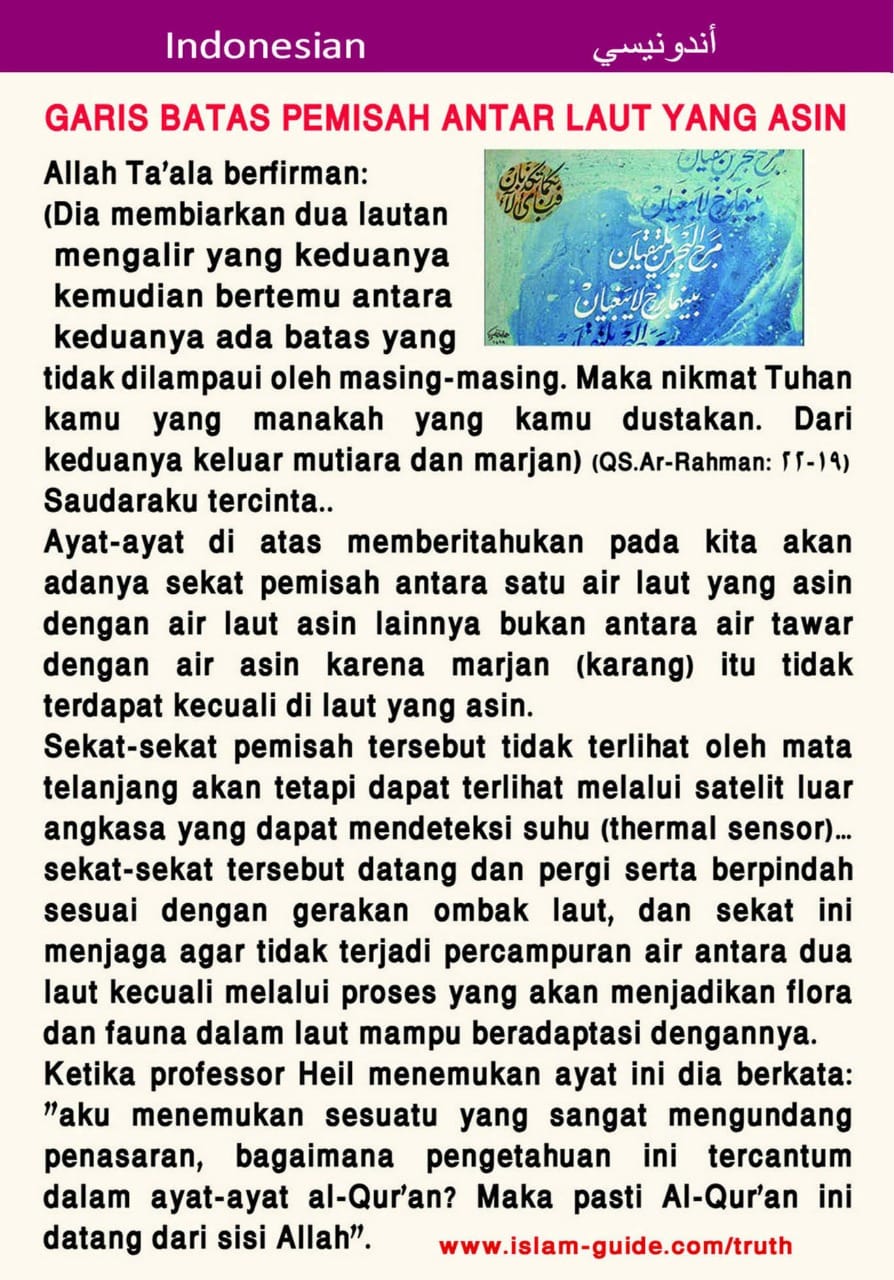 Indonesian أندونيسي
GARIS BATAS PEMISAH ANTAR LAUT YANG ASIN
Allah Ta’ala berfirman:
(Dia membiarkan dua lautan
mengalir yang keduanya
kemudian bertemu antara
keduanya ada batas yang
مرج البحرين يلتقيان
بينهما برزخ لا يبغيان
tidak dilampaui oleh masing-masing. Maka nikmat Tuhan
kamu yang manakah yang kamu dustakan. Dari
keduanya keluar mutiara dan marjan) (QS.Ar-Rahman: ٢٢-١٩)
Saudaraku tercinta..
Ayat-ayat di atas memberitahukan pada kita akan
adanya sekat pemisah antara satu air laut yang asin
dengan air laut asin lainnya bukan antara air tawar
dengan air asin karena marjan (karang) itu tidak
terdapat kecuali di laut yang asin.
Sekat-sekat pemisah tersebut tidak terlihat oleh mata
telanjang akan tetapi dapat terlihat melalui satelit luar
angkasa yang dapat mendeteksi suhu (thermal sensor)...
sekat-sekat tersebut datang dan pergi serta berpindah
sesuai dengan gerakan ombak laut, dan sekat ini
menjaga agar tidak terjadi percampuran air antara dua
laut kecuali melalui proses yang akan menjadikan flora
dan fauna dalam laut mampu beradaptasi dengannya.
Ketika professor Heil menemukan ayat ini dia berkata:
”aku menemukan sesuatu yang sangat mengundang
penasaran, bagaimana pengetahuan ini tercantum
dalam ayat-ayat al-Qur’an? Maka pasti Al-Qur’an ini
datang dari sisi Allah”.
www.islam-guide.com/truth